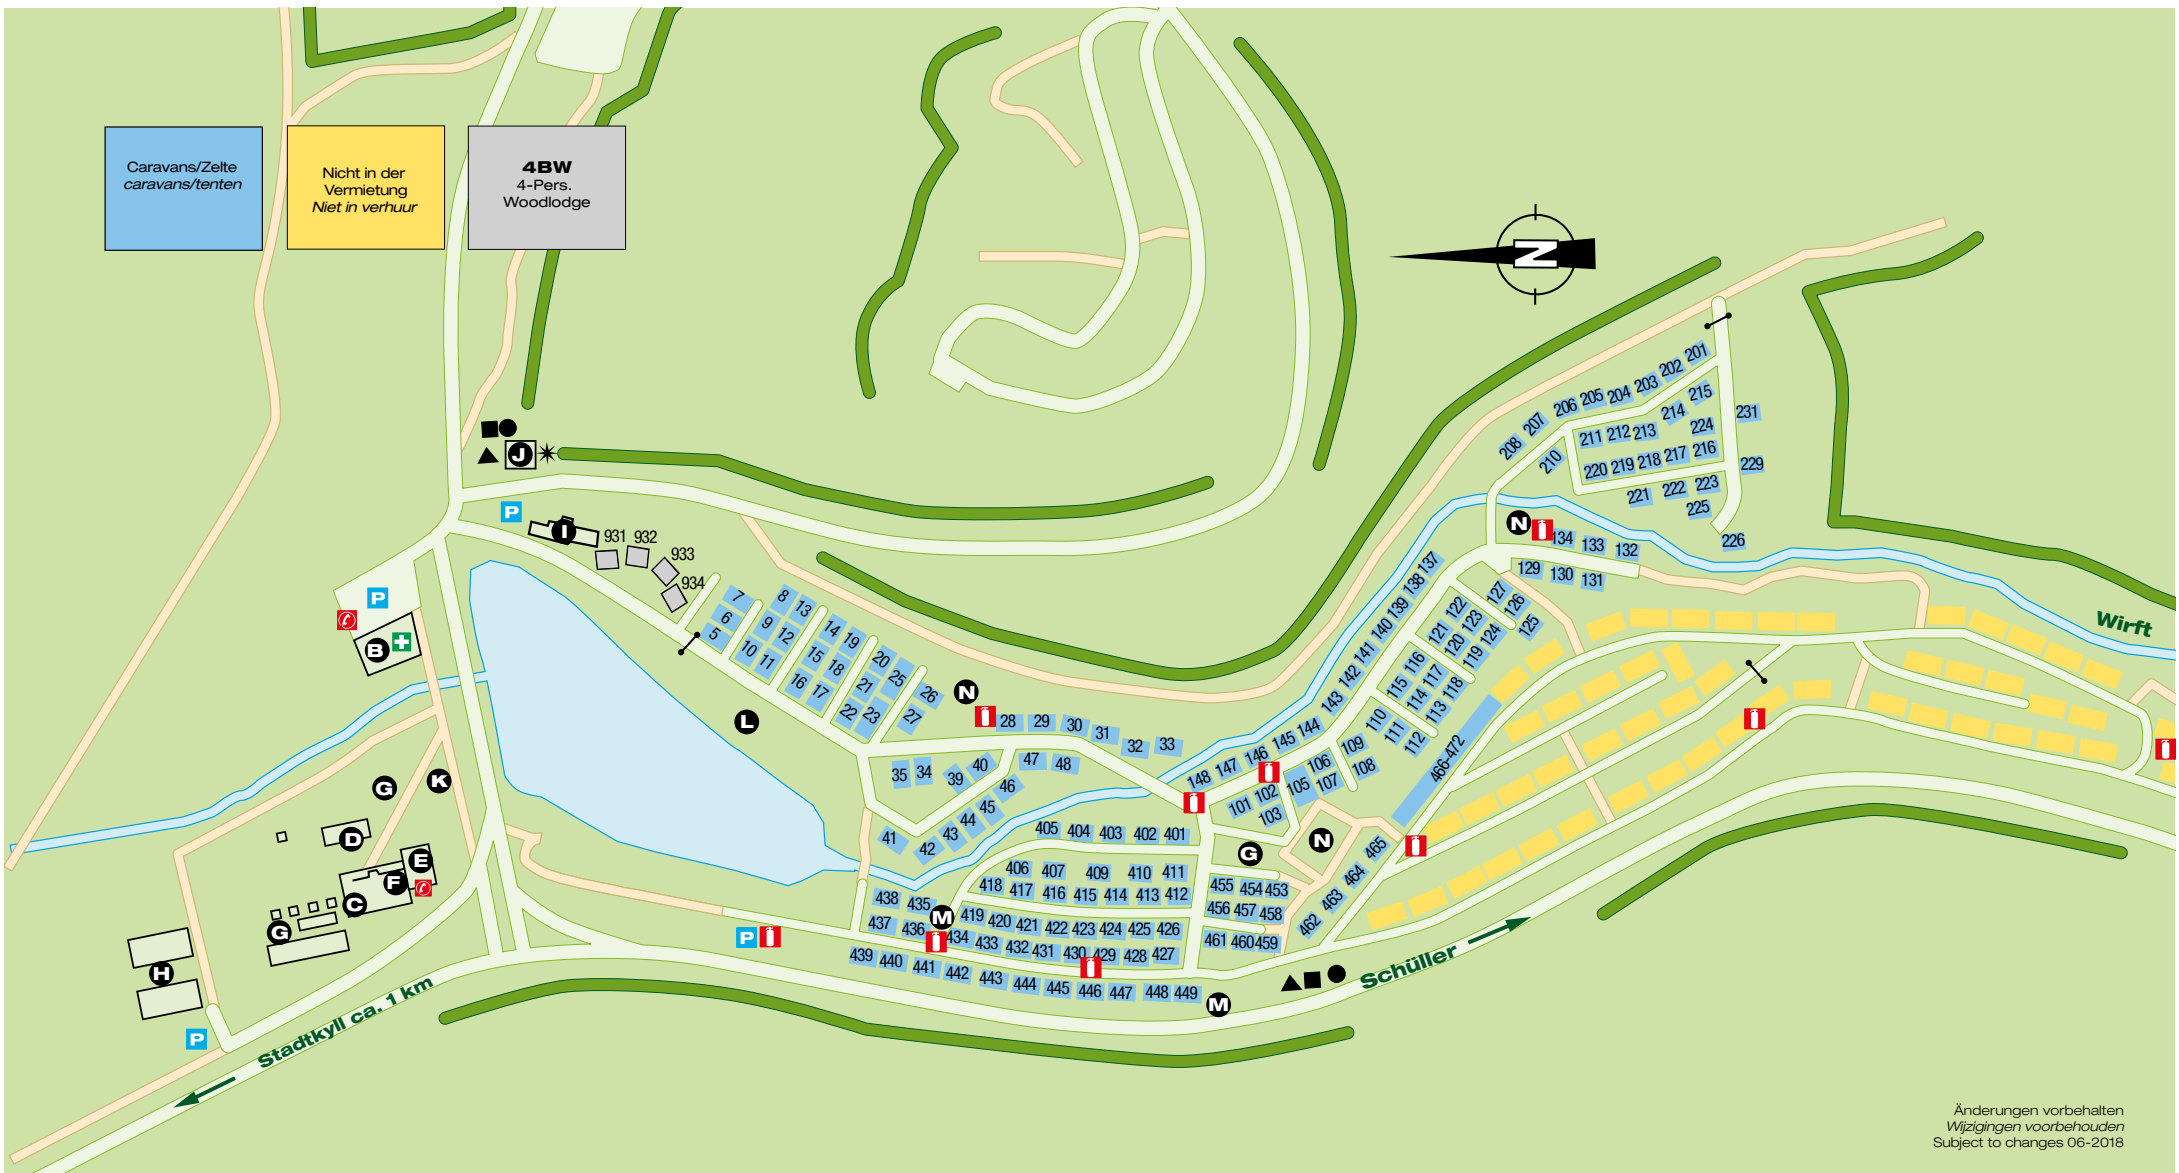 Caravans/Zelte
caravans/tenten
Nicht in der
Vermietung
Niet in verhuur
4BW
4-Pers.
Woodlodge
N
J
P
I
931 932
933
934
P
B
L
G
K
D
E
F
C
G
H
P
7
6
5
8 13
9 12
10 11
14 19
15 18
16 17
20 25
21
22 23
26
27
N
28 29 30 31 32 33
35 34 39 40 47 48
46
45
44
43
42
41
201
202
203
204
205
206
207
208
210
211 212 213 214 215
224
220 219 218 217 216
221 222 223
225
226
231
229
N
134 133 132
129 130 131
137
138
139
140
141
142
143
144
145
146
147
148
127
126
125
122
123
124
121
120
119
116
117
118
115
114
113
110
111
112
109
108
106
107
105
102
101
103
466-472
465
464
463
462
N
G
405 404 403 402 401
406 407 409 410 411
418 417 416 415 414 413 412
419 420 421 422 423 424 425 426
434 433 432 431 430 429 428 427
438 435
437 436
M
P
439 440 441 442 443 444 445 446 447 448 449
455 454 453
456 457 458
461 460 459
M
Wirft
Schüller
Stadtkyll ca. 1 km
Änderungen vorbehalten
Wijzigingen voorbehouden
Subject to changes 06-2018